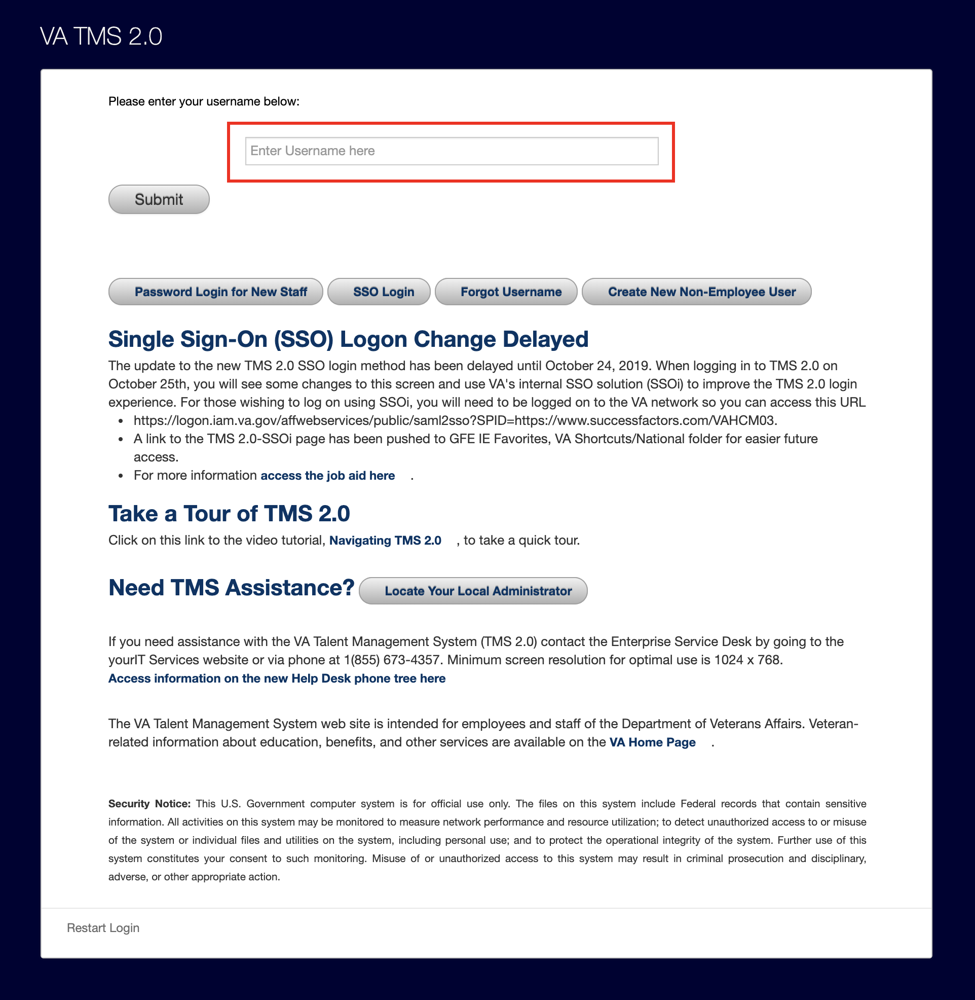 VA TMS 2.0
Please enter your username below:
Enter Username here
Submit
Password Login for New Staff
SSO Login
Forgot Username
Create New Non-Employee User
Single Sign-On (SSO) Logon Change Delayed
The update to the new TMS 2.0 SSO login method has been delayed until October 24, 2019. When logging in to TMS 2.0 on
October 25th, you will see some changes to this screen and use VA's internal SSO solution (SSOi) to improve the TMS 2.0 login
experience. For those wishing to log on using SSOi, you will need to be logged on to the VA network so you can access this URL
• https://logon.iam.va.gov/affwebservices/public/saml2sso?SPID=https://www.successfactors.com/VAHCM03.
• A link to the TMS 2.0-SSOi page has been pushed to GFE IE Favorites, VA Shortcuts/National folder for easier future
access.
• For more information access the job aid here .
Take a Tour of TMS 2.0
Click on this link to the video tutorial, Navigating TMS 2.0 , to take a quick tour.
Need TMS Assistance? Locate Your Local Administrator
If you need assistance with the VA Talent Management System (TMS 2.0) contact the Enterprise Service Desk by going to the
yourIT Services website or via phone at 1(855) 673-4357. Minimum screen resolution for optimal use is 1024 x 768.
Access information on the new Help Desk phone tree here
The VA Talent Management System web site is intended for employees and staff of the Department of Veterans Affairs. Veteran-
related information about education, benefits, and other services are available on the VA Home Page .
Security Notice: This U.S. Government computer system is for official use only. The files on this system include Federal records that contain sensitive
information. All activities on this system may be monitored to measure network performance and resource utilization; to detect unauthorized access to or misuse
of the system or individual files and utilities on the system, including personal use; and to protect the operational integrity of the system. Further use of this
system constitutes your consent to such monitoring. Misuse of or unauthorized access to this system may result in criminal prosecution and disciplinary,
adverse, or other appropriate action.
Restart Login